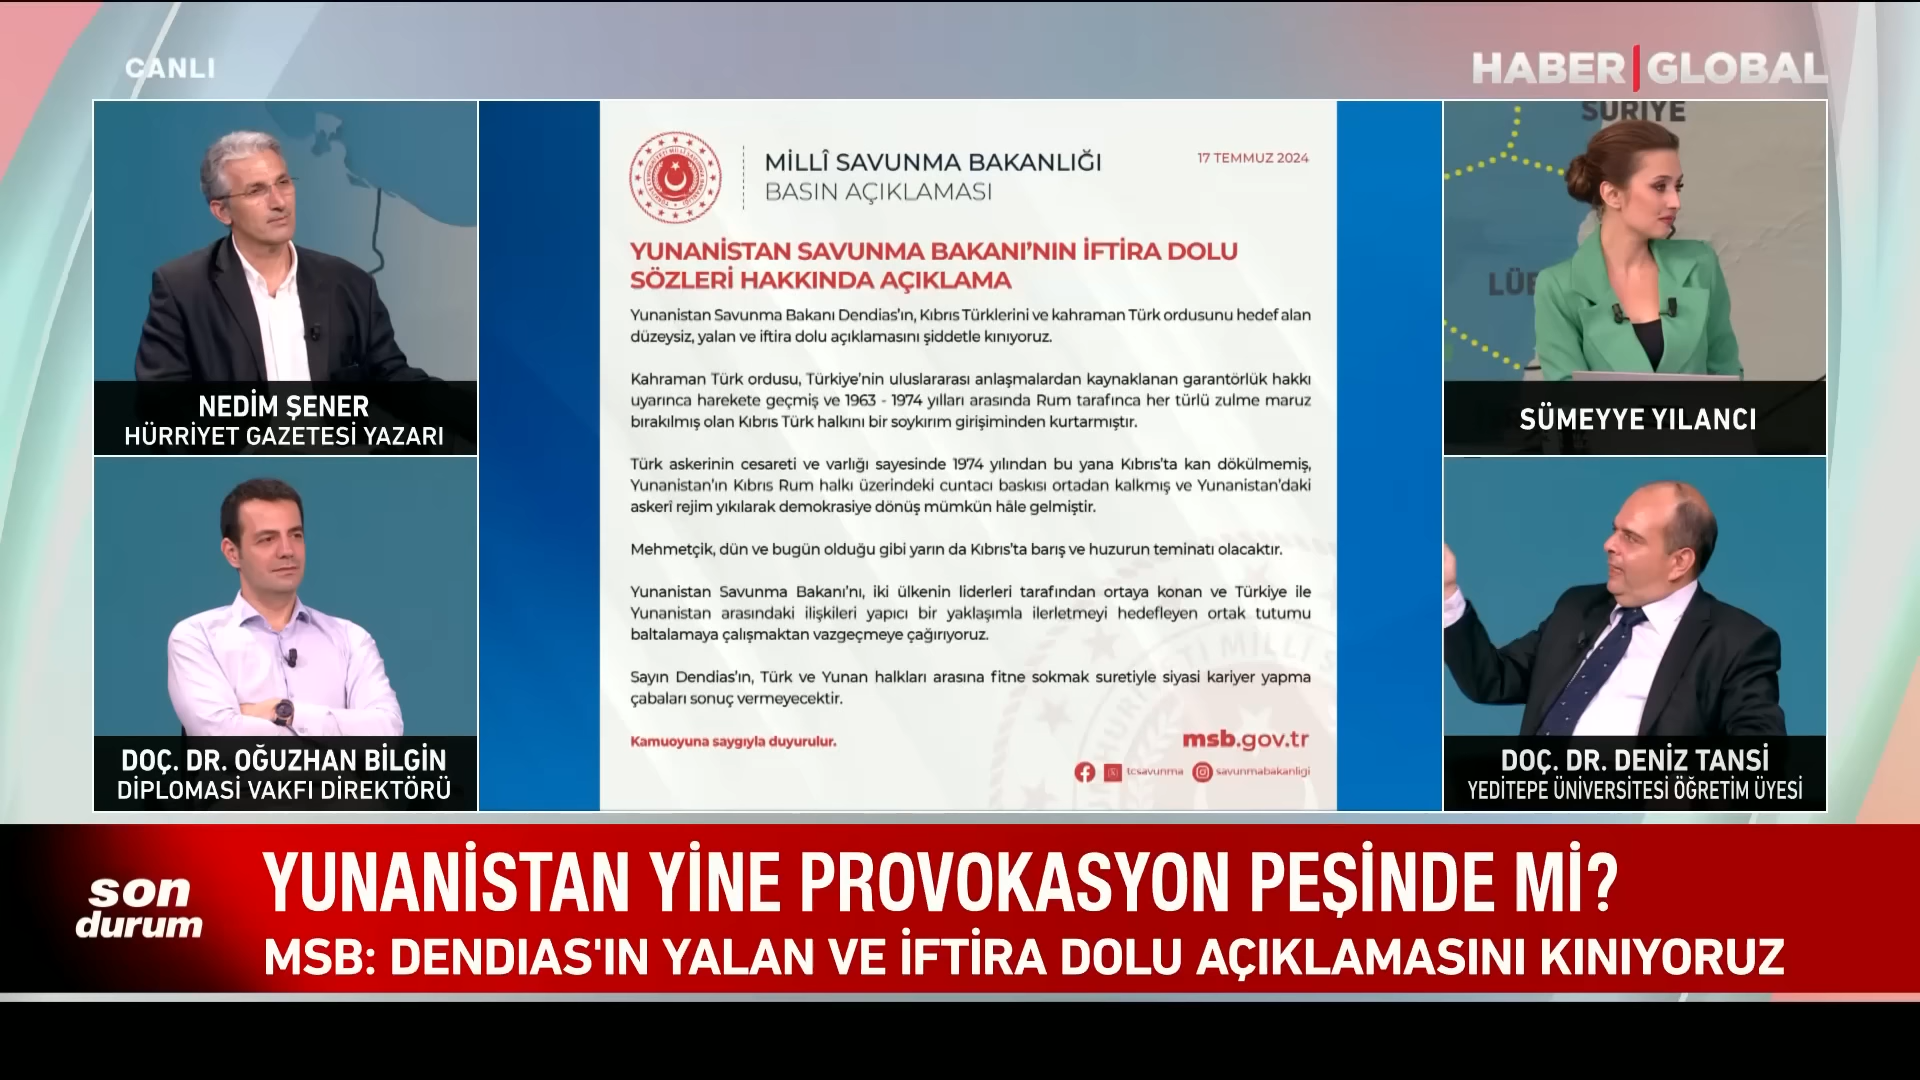 CANLI
HABER GLOBAL
NEDİM ŞENER
HÜRRİYET GAZETESİ YAZARI
DOÇ. DR. OĞUZHAN BİLGİN
DİPLOMASİ VAKFI DİREKTÖRÜ
MİLLÎ SAVUNMA BAKANLIĞI
BASIN AÇIKLAMASI
17 TEMMUZ 2024
YUNANİSTAN SAVUNMA BAKANI’NIN İFTİRA DOLU
SÖZLERİ HAKKINDA AÇIKLAMA
Yunanistan Savunma Bakanı Dendias’ın, Kıbrıs Türklerini ve kahraman Türk ordusunu hedef alan
düzeysiz, yalan ve iftira dolu açıklamasını şiddetle kınıyoruz.
Kahraman Türk ordusu, Türkiye’nin uluslararası anlaşmalardan kaynaklanan garantörlük hakkı
uyarınca harekete geçmiş ve 1963 - 1974 yılları arasında Rum tarafınca her türlü zulme maruz
bırakılmış olan Kıbrıs Türk halkını bir soykırım girişiminden kurtarmıştır.
Türk askerinin cesareti ve varlığı sayesinde 1974 yılından bu yana Kıbrıs’ta kan dökülmemiş,
Yunanistan’ın Kıbrıs Rum halkı üzerindeki cuntacı baskısı ortadan kalkmış ve Yunanistan’daki
askerî rejim yıkılarak demokrasiye dönüş mümkün hâle gelmiştir.
Mehmetçik, dün ve bugün olduğu gibi yarın da Kıbrıs’ta barış ve huzurun teminatı olacaktır.
Yunanistan Savunma Bakanı’nı, iki ülkenin liderleri tarafından ortaya konan ve Türkiye ile
Yunanistan arasındaki ilişkileri yapıcı bir yaklaşımla ilerletmeyi hedefleyen ortak tutumu
baltalamaya çalışmaktan vazgeçmeye çağırıyoruz.
Sayın Dendias’ın, Türk ve Yunan halkları arasına fitne sokmak suretiyle siyasi kariyer yapma
çabaları sonuç vermeyecektir.
Kamuoyuna saygıyla duyurulur.
msb.gov.tr
tcsavunma
savunmabakanligi
SURİYE
SÜMEYYE YILANCI
DOÇ. DR. DENİZ TANSİ
YEDİTEPE ÜNİVERSİTESİ ÖĞRETİM ÜYESİ
son
durum
YUNANİSTAN YİNE PROVOKASYON PEŞİNDE Mİ?
MSB: DENDIAS'IN YALAN VE İFTİRA DOLU AÇIKLAMASINI KINIYORUZ